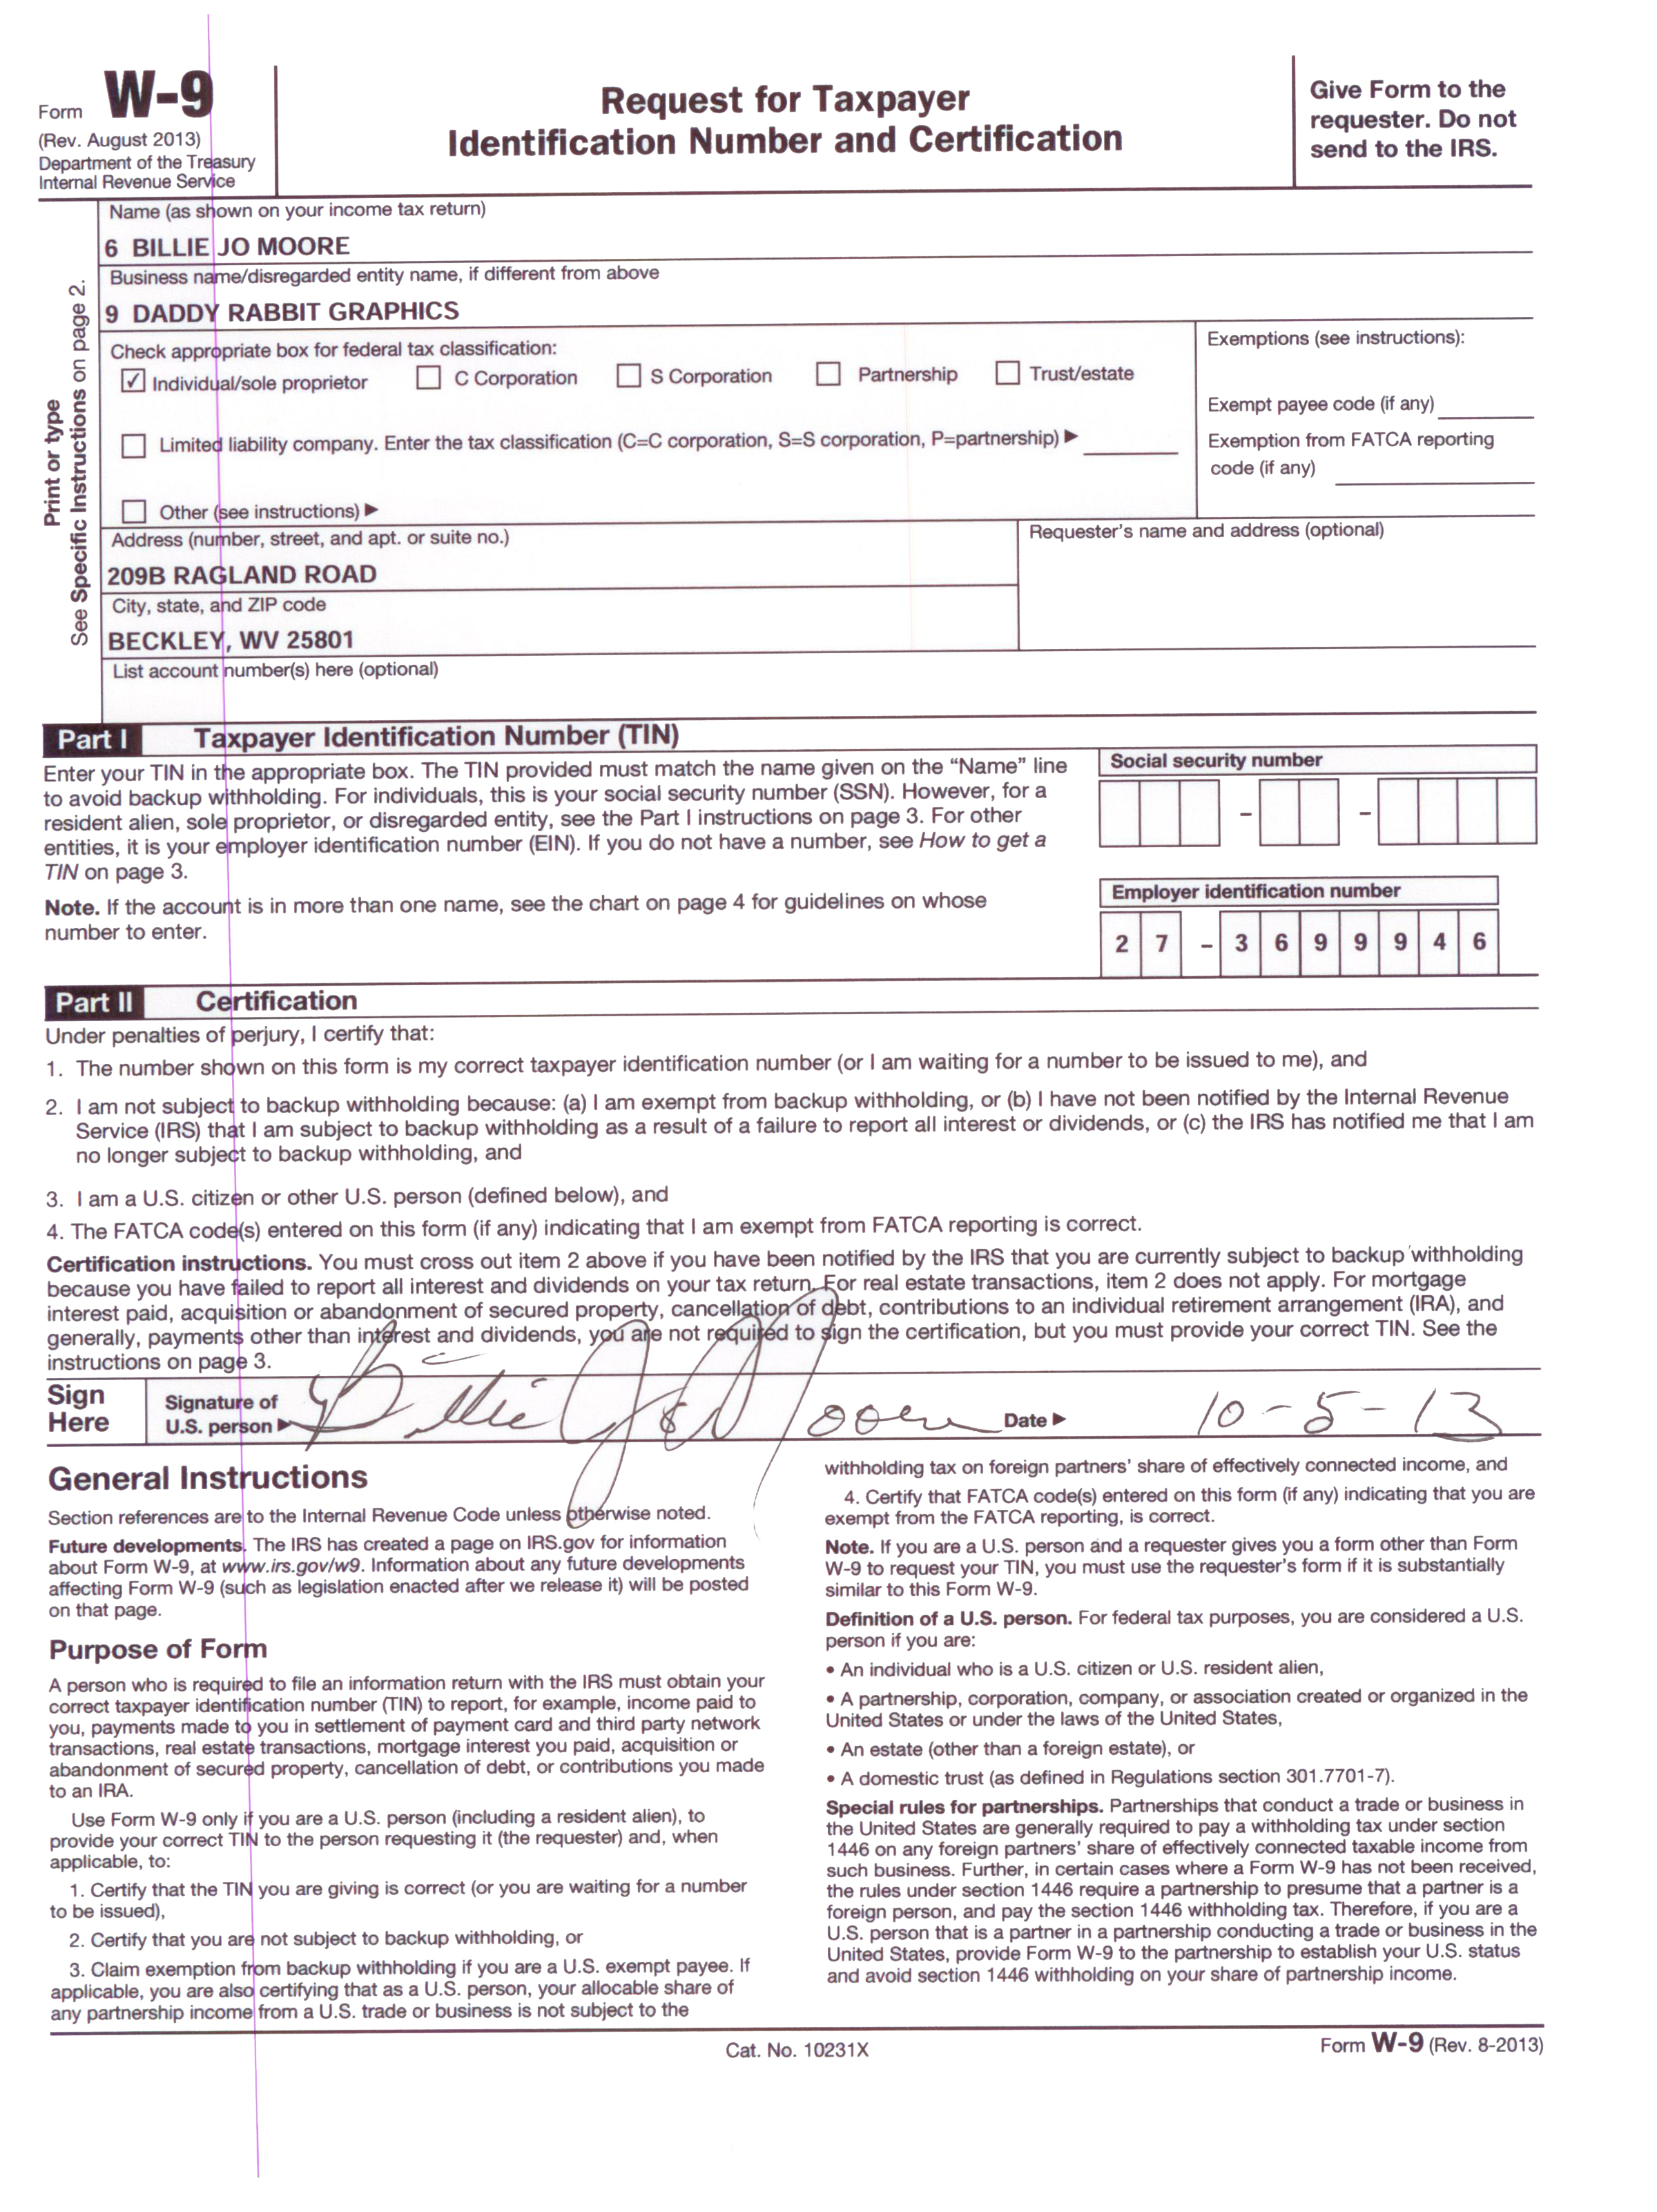 Form W-9
(Rev. August 2013)
Department of the Treasury
Internal Revenue Service
Request for Taxpayer
Identification Number and Certification
Give Form to the
requester. Do not
send to the IRS.
Print or type
See Specific Instructions on page 2.
Name (as shown on your income tax return)
6 BILLIE JO MOORE
Business name/disregarded entity name, if different from above
9 DADDY RABBIT GRAPHICS
Check appropriate box for federal tax classification:
✓ Individual/sole proprietor C Corporation S Corporation Partnership Trust/estate
Limited liability company. Enter the tax classification (C=C corporation, S=S corporation, P=partnership) ▶
Other (see instructions) ▶
Exemptions (see instructions):
Exempt payee code (if any)
Exemption from FATCA reporting
code (if any)
Address (number, street, and apt. or suite no.)
209B RAGLAND ROAD
Requester's name and address (optional)
City, state, and ZIP code
BECKLEY, WV 25801
List account number(s) here (optional)
Part I Taxpayer Identification Number (TIN)
Enter your TIN in the appropriate box. The TIN provided must match the name given on the “Name” line
to avoid backup withholding. For individuals, this is your social security number (SSN). However, for a
resident alien, sole proprietor, or disregarded entity, see the Part I instructions on page 3. For other
entities, it is your employer identification number (EIN). If you do not have a number, see How to get a
TIN on page 3.
Note. If the account is in more than one name, see the chart on page 4 for guidelines on whose
number to enter.
Social security number
– –
Employer identification number
2 7 – 3 6 9 9 9 4 6
Part II Certification
Under penalties of perjury, I certify that:
1. The number shown on this form is my correct taxpayer identification number (or I am waiting for a number to be issued to me), and
2. I am not subject to backup withholding because: (a) I am exempt from backup withholding, or (b) I have not been notified by the Internal Revenue
Service (IRS) that I am subject to backup withholding as a result of a failure to report all interest or dividends, or (c) the IRS has notified me that I am
no longer subject to backup withholding, and
3. I am a U.S. citizen or other U.S. person (defined below), and
4. The FATCA code(s) entered on this form (if any) indicating that I am exempt from FATCA reporting is correct.
Certification instructions. You must cross out item 2 above if you have been notified by the IRS that you are currently subject to backup withholding
because you have failed to report all interest and dividends on your tax return. For real estate transactions, item 2 does not apply. For mortgage
interest paid, acquisition or abandonment of secured property, cancellation of debt, contributions to an individual retirement arrangement (IRA), and
generally, payments other than interest and dividends, you are not required to sign the certification, but you must provide your correct TIN. See the
instructions on page 3.
Sign
Here
Signature of
U.S. person ▶ Billie Jo Moore Date ▶ 10-5-13
General Instructions
Section references are to the Internal Revenue Code unless otherwise noted.
Future developments. The IRS has created a page on IRS.gov for information
about Form W-9, at www.irs.gov/w9. Information about any future developments
affecting Form W-9 (such as legislation enacted after we release it) will be posted
on that page.
Purpose of Form
A person who is required to file an information return with the IRS must obtain your
correct taxpayer identification number (TIN) to report, for example, income paid to
you, payments made to you in settlement of payment card and third party network
transactions, real estate transactions, mortgage interest you paid, acquisition or
abandonment of secured property, cancellation of debt, or contributions you made
to an IRA.
Use Form W-9 only if you are a U.S. person (including a resident alien), to
provide your correct TIN to the person requesting it (the requester) and, when
applicable, to:
1. Certify that the TIN you are giving is correct (or you are waiting for a number
to be issued),
2. Certify that you are not subject to backup withholding, or
3. Claim exemption from backup withholding if you are a U.S. exempt payee. If
applicable, you are also certifying that as a U.S. person, your allocable share of
any partnership income from a U.S. trade or business is not subject to the
withholding tax on foreign partners' share of effectively connected income, and
4. Certify that FATCA code(s) entered on this form (if any) indicating that you are
exempt from the FATCA reporting, is correct.
Note. If you are a U.S. person and a requester gives you a form other than Form
W-9 to request your TIN, you must use the requester's form if it is substantially
similar to this Form W-9.
Definition of a U.S. person. For federal tax purposes, you are considered a U.S.
person if you are:
• An individual who is a U.S. citizen or U.S. resident alien,
• A partnership, corporation, company, or association created or organized in the
United States or under the laws of the United States,
• An estate (other than a foreign estate), or
• A domestic trust (as defined in Regulations section 301.7701-7).
Special rules for partnerships. Partnerships that conduct a trade or business in
the United States are generally required to pay a withholding tax under section
1446 on any foreign partners' share of effectively connected taxable income from
such business. Further, in certain cases where a Form W-9 has not been received,
the rules under section 1446 require a partnership to presume that a partner is a
foreign person, and pay the section 1446 withholding tax. Therefore, if you are a
U.S. person that is a partner in a partnership conducting a trade or business in the
United States, provide Form W-9 to the partnership to establish your U.S. status
and avoid section 1446 withholding on your share of partnership income.
Cat. No. 10231X
Form W-9 (Rev. 8-2013)